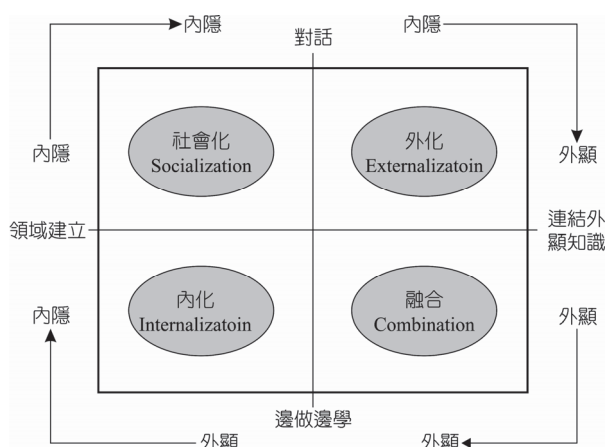 內隱
內隱
對話
內隱
外顯
社會化
Socialization
外化
Externalizatoin
領域建立
連結外
顯知識
內隱
外顯
內化
Internalizatoin
融合
Combination
邊做邊學
外顯
外顯